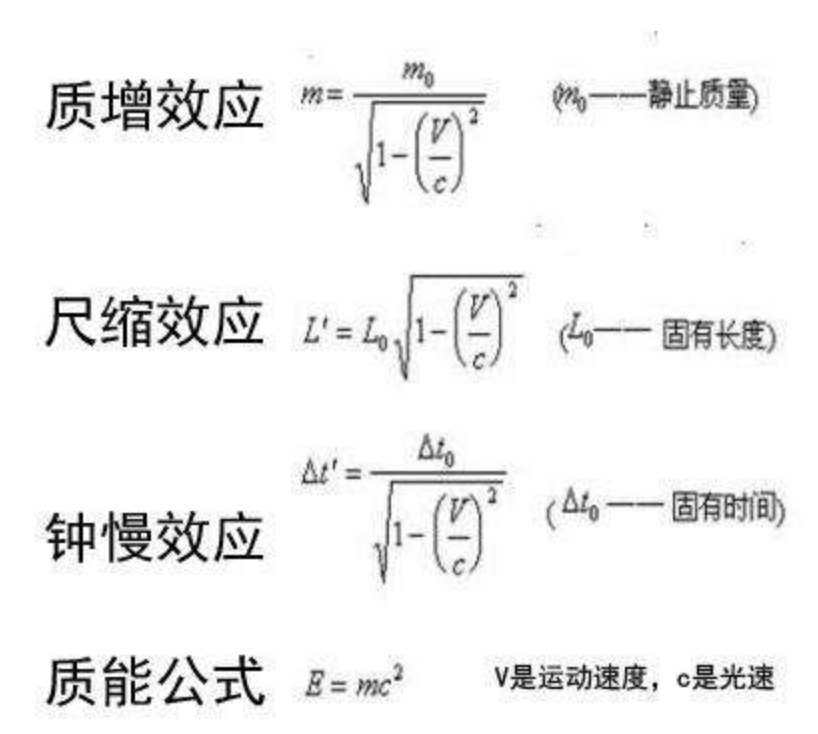 质增效应 m = m₀ / √(1 − (V/c)²) (m₀——静止质量)
尺缩效应 L' = L₀ √(1 − (V/c)²) (L₀—— 固有长度)
钟慢效应 Δt' = Δt₀ / √(1 − (V/c)²) (Δt₀ —— 固有时间)
质能公式 E = mc² V是运动速度，c是光速